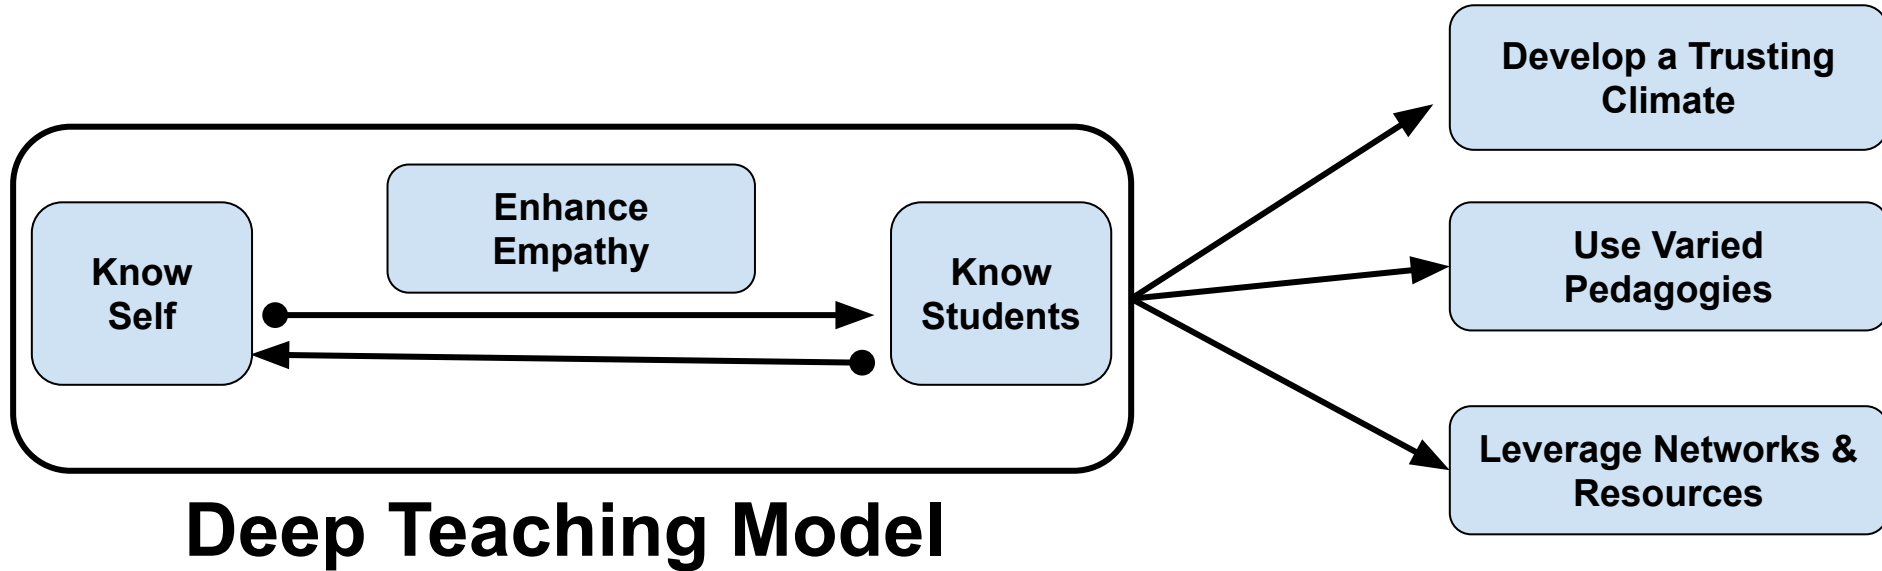 Know
Self
Enhance
Empathy
Know
Students
Develop a Trusting
Climate
Use Varied
Pedagogies
Leverage Networks &
Resources
Deep Teaching Model